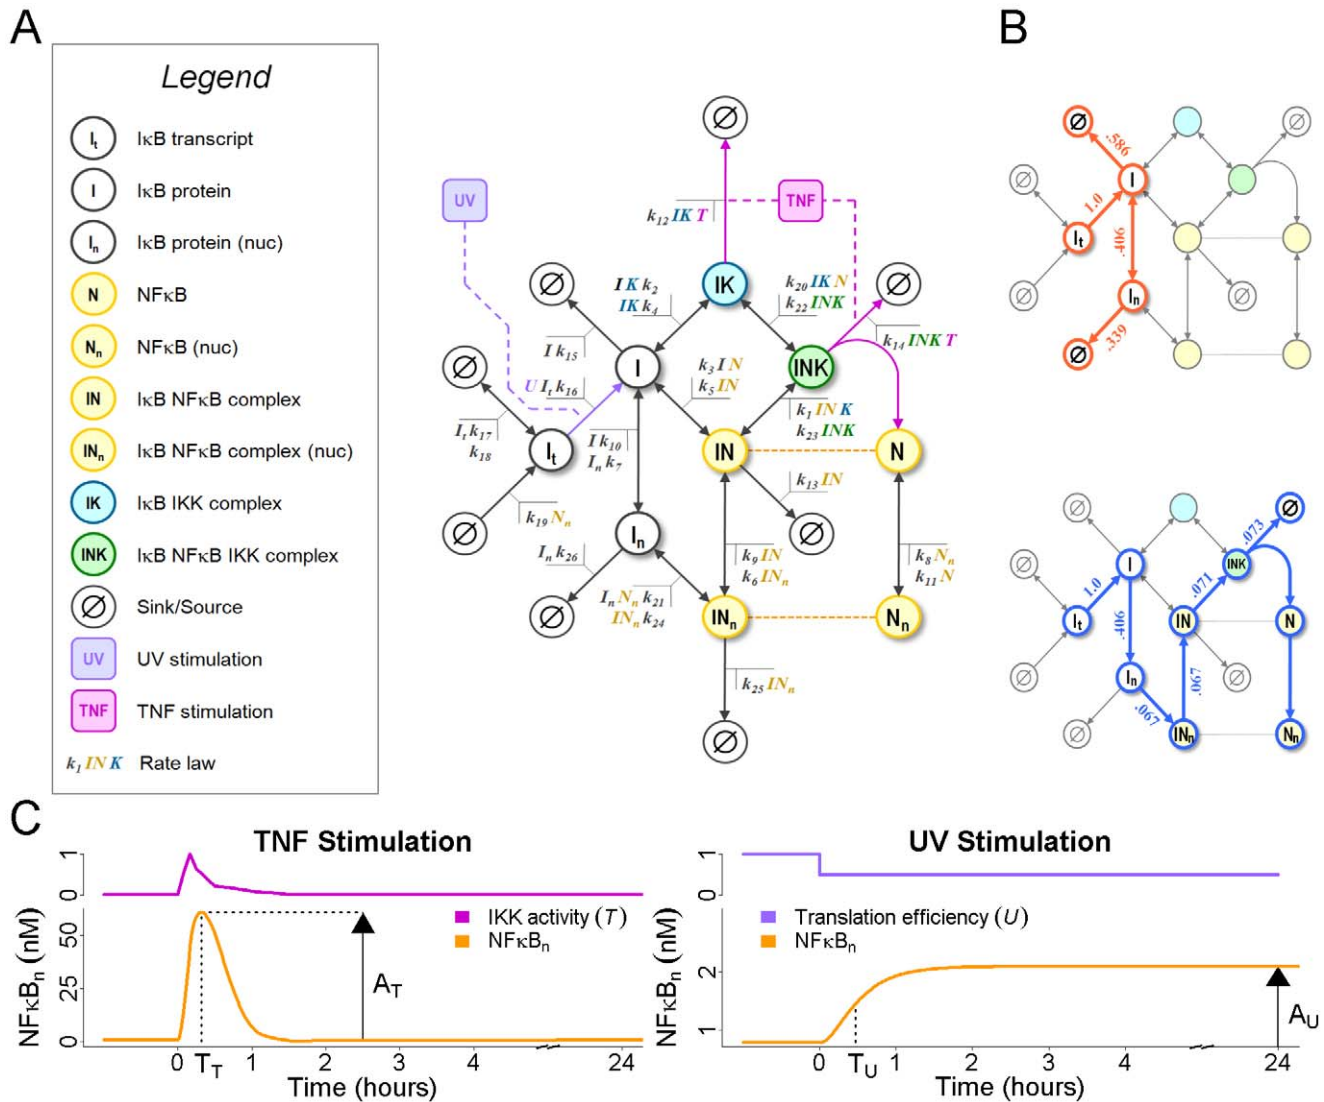 A
B
Legend
It IκB transcript
I IκB protein
In IκB protein (nuc)
N NFκB
Nn NFκB (nuc)
IN IκB NFκB complex
INn IκB NFκB complex (nuc)
IK IκB IKK complex
INK IκB NFκB IKK complex
∅ Sink/Source
UV UV stimulation
TNF TNF stimulation
k1 IN K Rate law
∅
UV
TNF
k12 IK T
∅
IK
∅
I K k2
IK k4
k20 IK N
k22 INK
k14 INK T
I k15
∅
I
INK
k3 I N
k5 IN
U It k16
k1 IN K
k23 INK
It k17
k18
It
I k10
In k7
IN
N
k13 IN
∅
k19 Nn
In
∅
In k26
k9 IN
k6 INn
k8 Nn
k11 N
In Nn k21
INn k24
∅
INn
Nn
k25 INn
∅
∅
.586
∅
∅
I
1.0
It
.406
∅
∅
In
.339
∅
∅
.073
∅
∅
I
INK
1.0
.071
It
.406
IN
N
∅
In
∅
.067
.067
∅
INn
Nn
C
TNF Stimulation
1
0
IKK activity (T)
NFκBn
NFκBn (nM)
50
25
0
AT
0 TT 1 2 3 4 24
Time (hours)
UV Stimulation
1
0
Translation efficiency (U)
NFκBn
NFκBn (nM)
2
1
AU
0 TU 1 2 3 4 24
Time (hours)